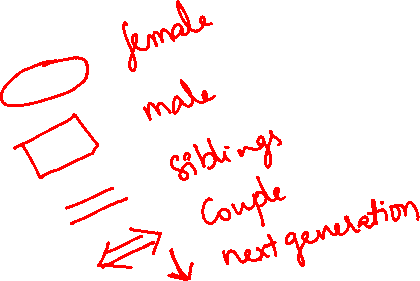 female
male
siblings
Couple
next generation